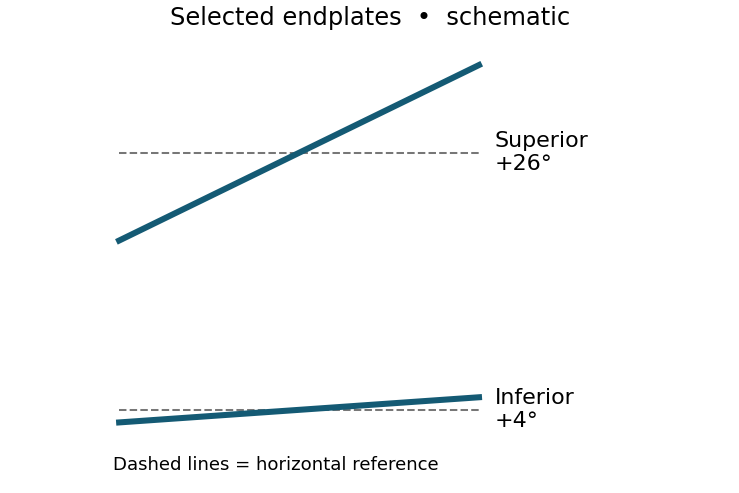 Selected endplates • schematic
Superior
+26°
Inferior
+4°
Dashed lines = horizontal reference